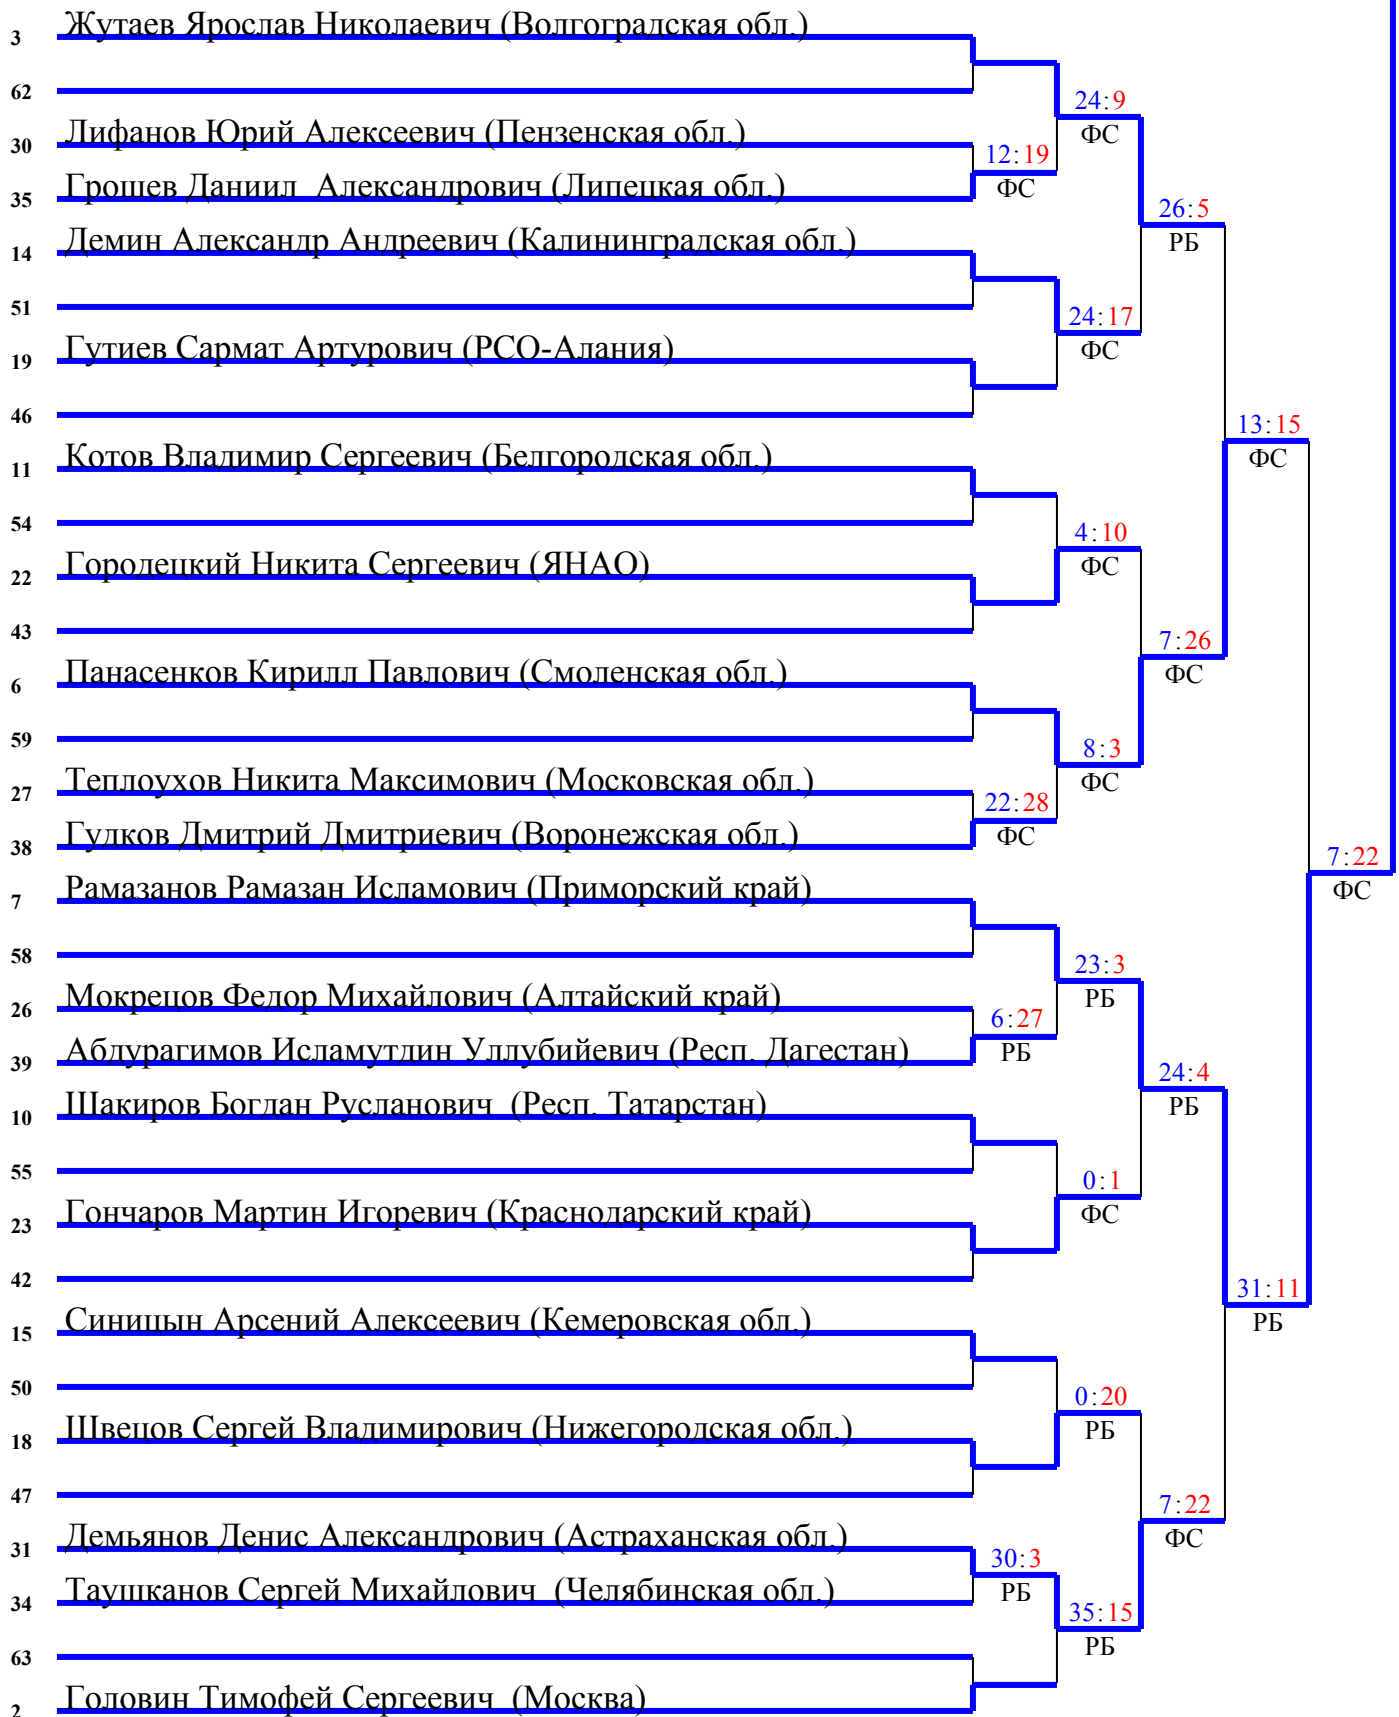 3 Жутаев Ярослав Николаевич (Волгоградская обл.)
62
24:9
ФС
30 Лифанов Юрий Алексеевич (Пензенская обл.)
12:19
ФС
35 Грошев Даниил  Александрович (Липецкая обл.)
26:5
РБ
14 Демин Александр Андреевич (Калининградская обл.)
51
24:17
ФС
19 Гутиев Сармат Артурович (РСО-Алания)
46
13:15
ФС
11 Котов Владимир Сергеевич (Белгородская обл.)
54
4:10
ФС
22 Городецкий Никита Сергеевич (ЯНАО)
43
7:26
ФС
6 Панасенков Кирилл Павлович (Смоленская обл.)
59
8:3
ФС
27 Теплоухов Никита Максимович (Московская обл.)
22:28
ФС
38 Гудков Дмитрий Дмитриевич (Воронежская обл.)
7:22
ФС
7 Рамазанов Рамазан Исламович (Приморский край)
58
23:3
РБ
26 Мокрецов Федор Михайлович (Алтайский край)
6:27
РБ
39 Абдурагимов Исламутдин Уллубийевич (Респ. Дагестан)
24:4
РБ
10 Шакиров Богдан Русланович  (Респ. Татарстан)
55
0:1
ФС
23 Гончаров Мартин Игоревич (Краснодарский край)
42
31:11
РБ
15 Синицын Арсений Алексеевич (Кемеровская обл.)
50
0:20
РБ
18 Швецов Сергей Владимирович (Нижегородская обл.)
47
7:22
ФС
31 Демьянов Денис Александрович (Астраханская обл.)
30:3
РБ
34 Таушканов Сергей Михайлович  (Челябинская обл.)
35:15
РБ
63
2 Головин Тимофей Сергеевич  (Москва)